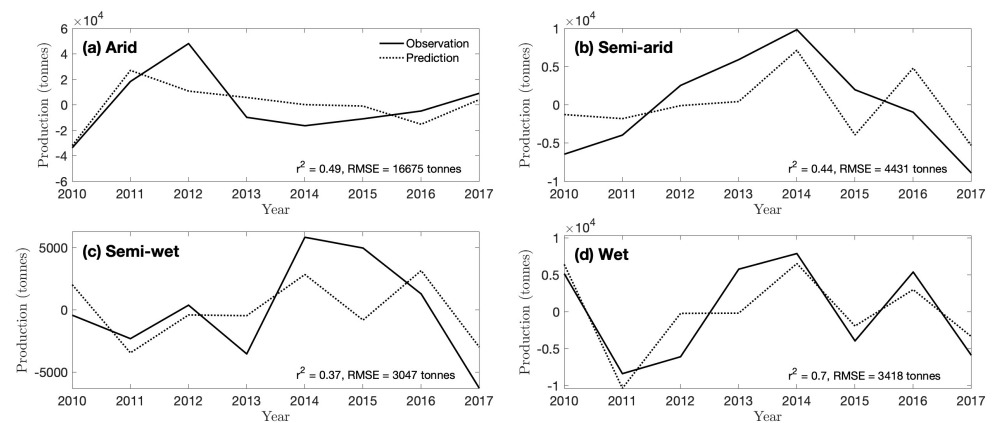 ×10⁴
(a) Arid
Observation
Prediction
Production (tonnes)
6
4
2
0
-2
-4
-6
r² = 0.49, RMSE = 16675 tonnes
2010 2011 2012 2013 2014 2015 2016 2017
Year
×10⁴
(b) Semi-arid
Production (tonnes)
1
0.5
0
-0.5
-1
r² = 0.44, RMSE = 4431 tonnes
2010 2011 2012 2013 2014 2015 2016 2017
Year
(c) Semi-wet
Production (tonnes)
5000
0
-5000
r² = 0.37, RMSE = 3047 tonnes
2010 2011 2012 2013 2014 2015 2016 2017
Year
×10⁴
(d) Wet
Production (tonnes)
1
0.5
0
-0.5
-1
r² = 0.7, RMSE = 3418 tonnes
2010 2011 2012 2013 2014 2015 2016 2017
Year